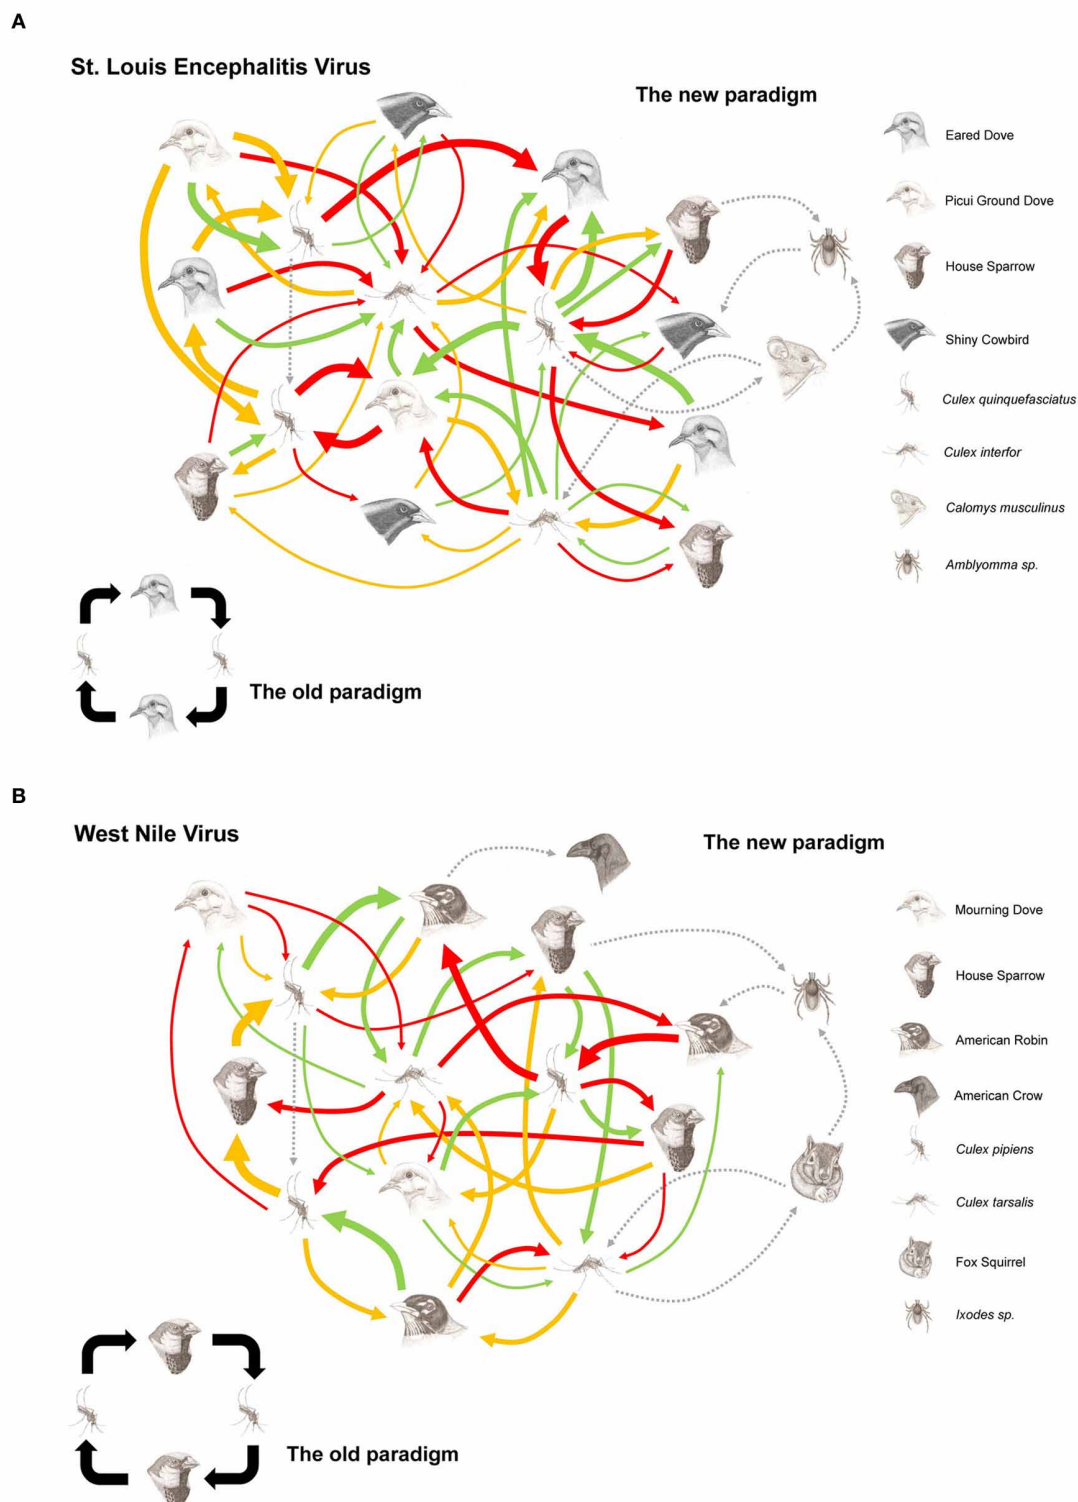 A
St. Louis Encephalitis Virus
The new paradigm
Eared Dove
Picui Ground Dove
House Sparrow
Shiny Cowbird
Culex quinquefasciatus
Culex interfor
Calomys musculinus
Amblyomma sp.
The old paradigm
B
West Nile Virus
The new paradigm
Mourning Dove
House Sparrow
American Robin
American Crow
Culex pipiens
Culex tarsalis
Fox Squirrel
Ixodes sp.
The old paradigm